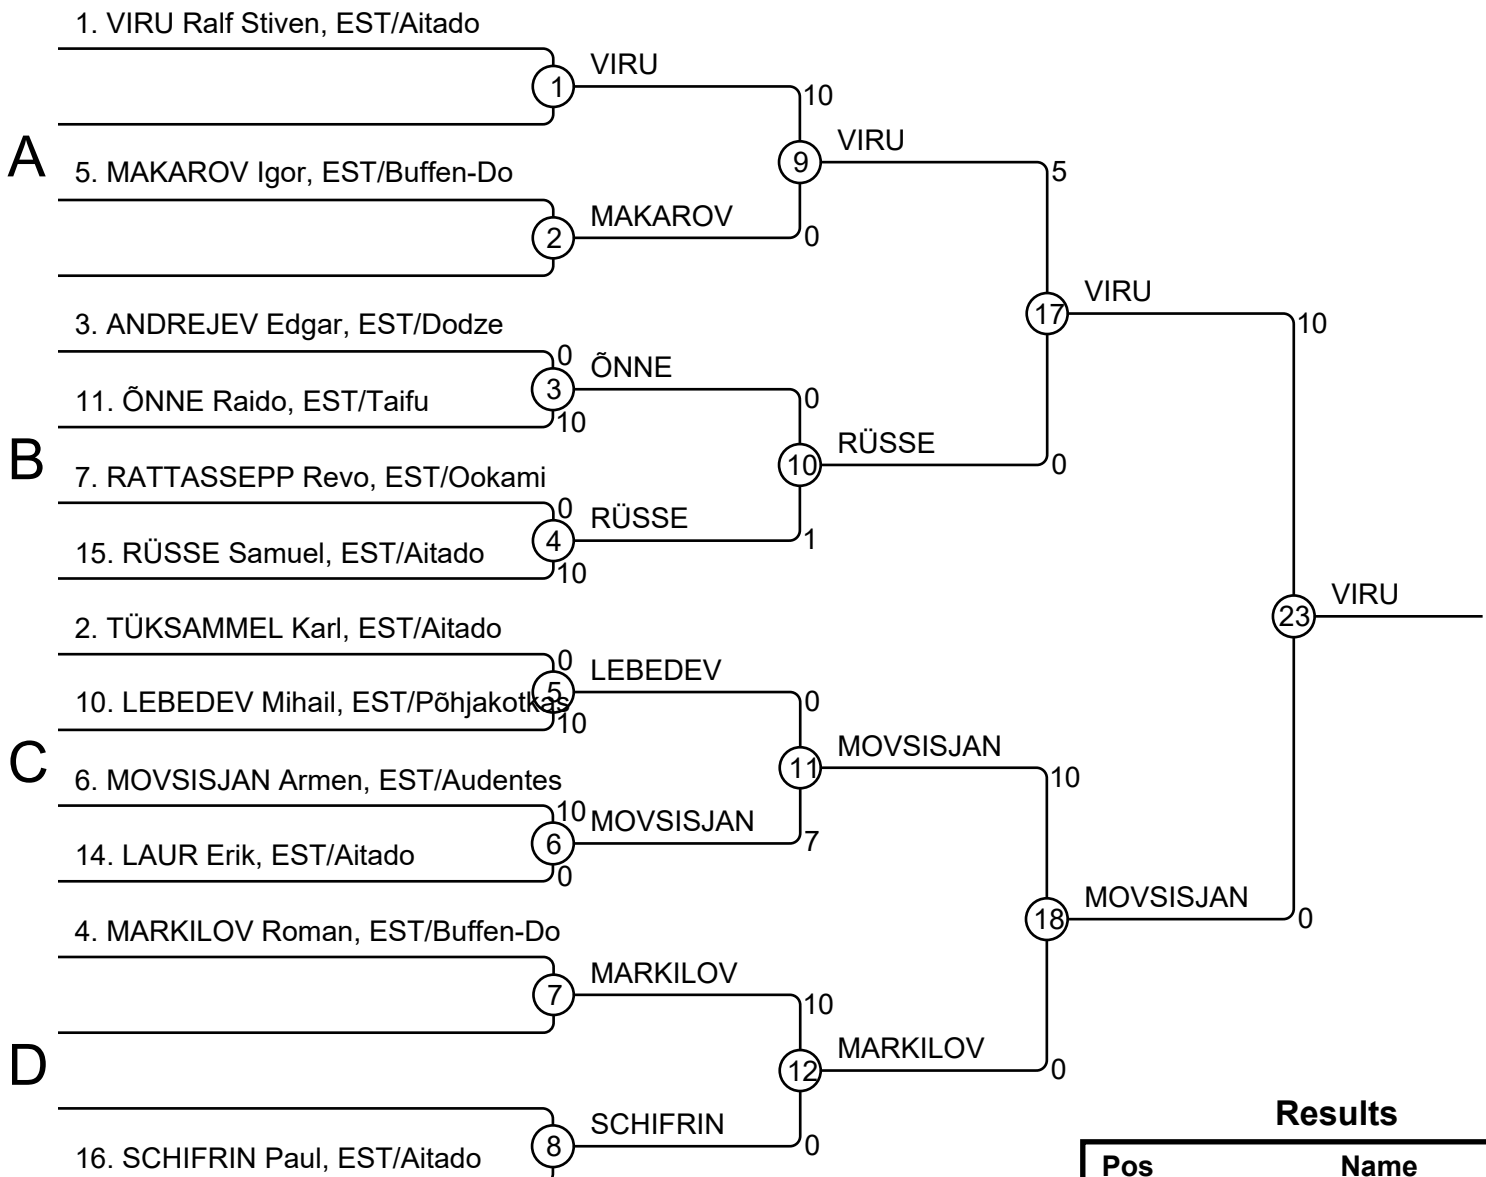 1. VIRU Ralf Stiven, EST/Aitado
VIRU
1
10
A
VIRU
9
5. MAKAROV Igor, EST/Buffen-Do
5
MAKAROV
2
0
VIRU
17
3. ANDREJEV Edgar, EST/Dodze
10
0
ÕNNE
3
0
11. ÕNNE Raido, EST/Taifu
10
B
RÜSSE
10
0
7. RATTASSEPP Revo, EST/Ookami
0
RÜSSE
4
1
15. RÜSSE Samuel, EST/Aitado
10
VIRU
23
2. TÜKSAMMEL Karl, EST/Aitado
0
LEBEDEV
5
0
10. LEBEDEV Mihail, EST/Põhjakotkas
10
C
MOVSISJAN
11
10
6. MOVSISJAN Armen, EST/Audentes
10
MOVSISJAN
6
7
14. LAUR Erik, EST/Aitado
0
MOVSISJAN
18
0
4. MARKILOV Roman, EST/Buffen-Do
MARKILOV
7
10
D
MARKILOV
12
0
SCHIFRIN
8
0
16. SCHIFRIN Paul, EST/Aitado
Results
Pos Name